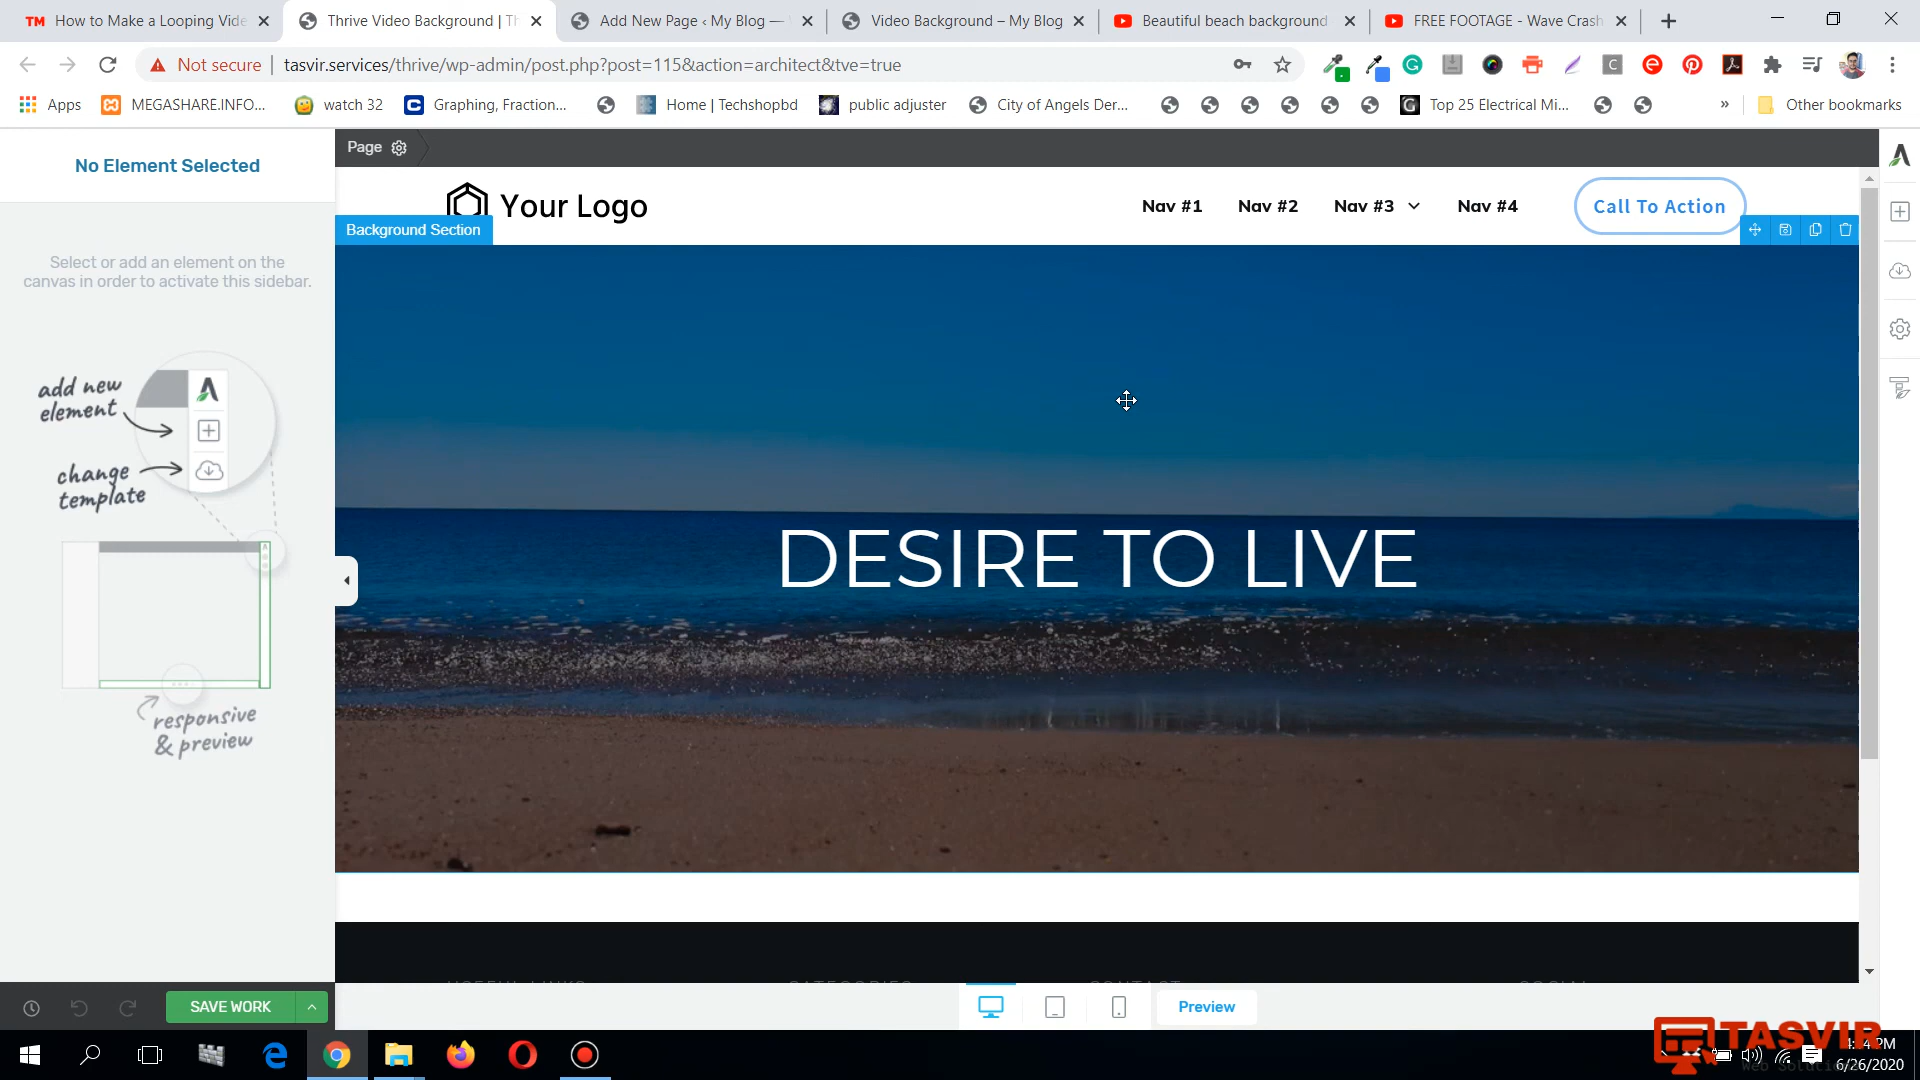 How to Make a Looping Vide
Thrive Video Background | Th
Add New Page ‹ My Blog —
Video Background – My Blog
Beautiful beach background
FREE FOOTAGE - Wave Crash
Not secure
tasvir.services/thrive/wp-admin/post.php?post=115&action=architect&tve=true
Apps
MEGASHARE.INFO...
watch 32
Graphing, Fraction...
Home | Techshopbd
public adjuster
City of Angels Der...
Top 25 Electrical Mi...
»
Other bookmarks
No Element Selected
Page
Your Logo
Nav #1
Nav #2
Nav #3
Nav #4
Call To Action
Background Section
Select or add an element on the
canvas in order to activate this sidebar.
add new
element
change
template
responsive
& preview
DESIRE TO LIVE
SAVE WORK
Preview
TASVIR
6/26/2020